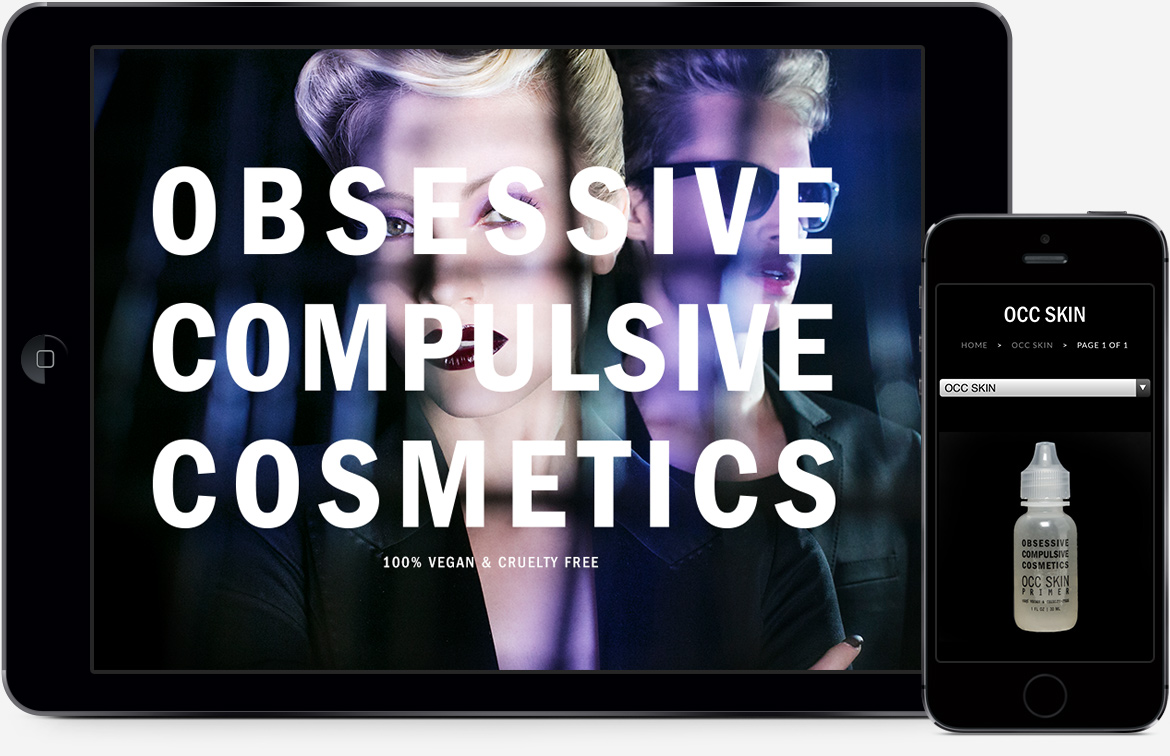 OBSESSIVE
COMPULSIVE
COSMETICS
100% VEGAN & CRUELTY FREE
OCC SKIN
HOME > OCC SKIN > PAGE 1 OF 1
OCC SKIN
OBSESSIVE
COMPULSIVE
COSMETICS
OCC SKIN
PRIMER
1 FL OZ | 30 ML